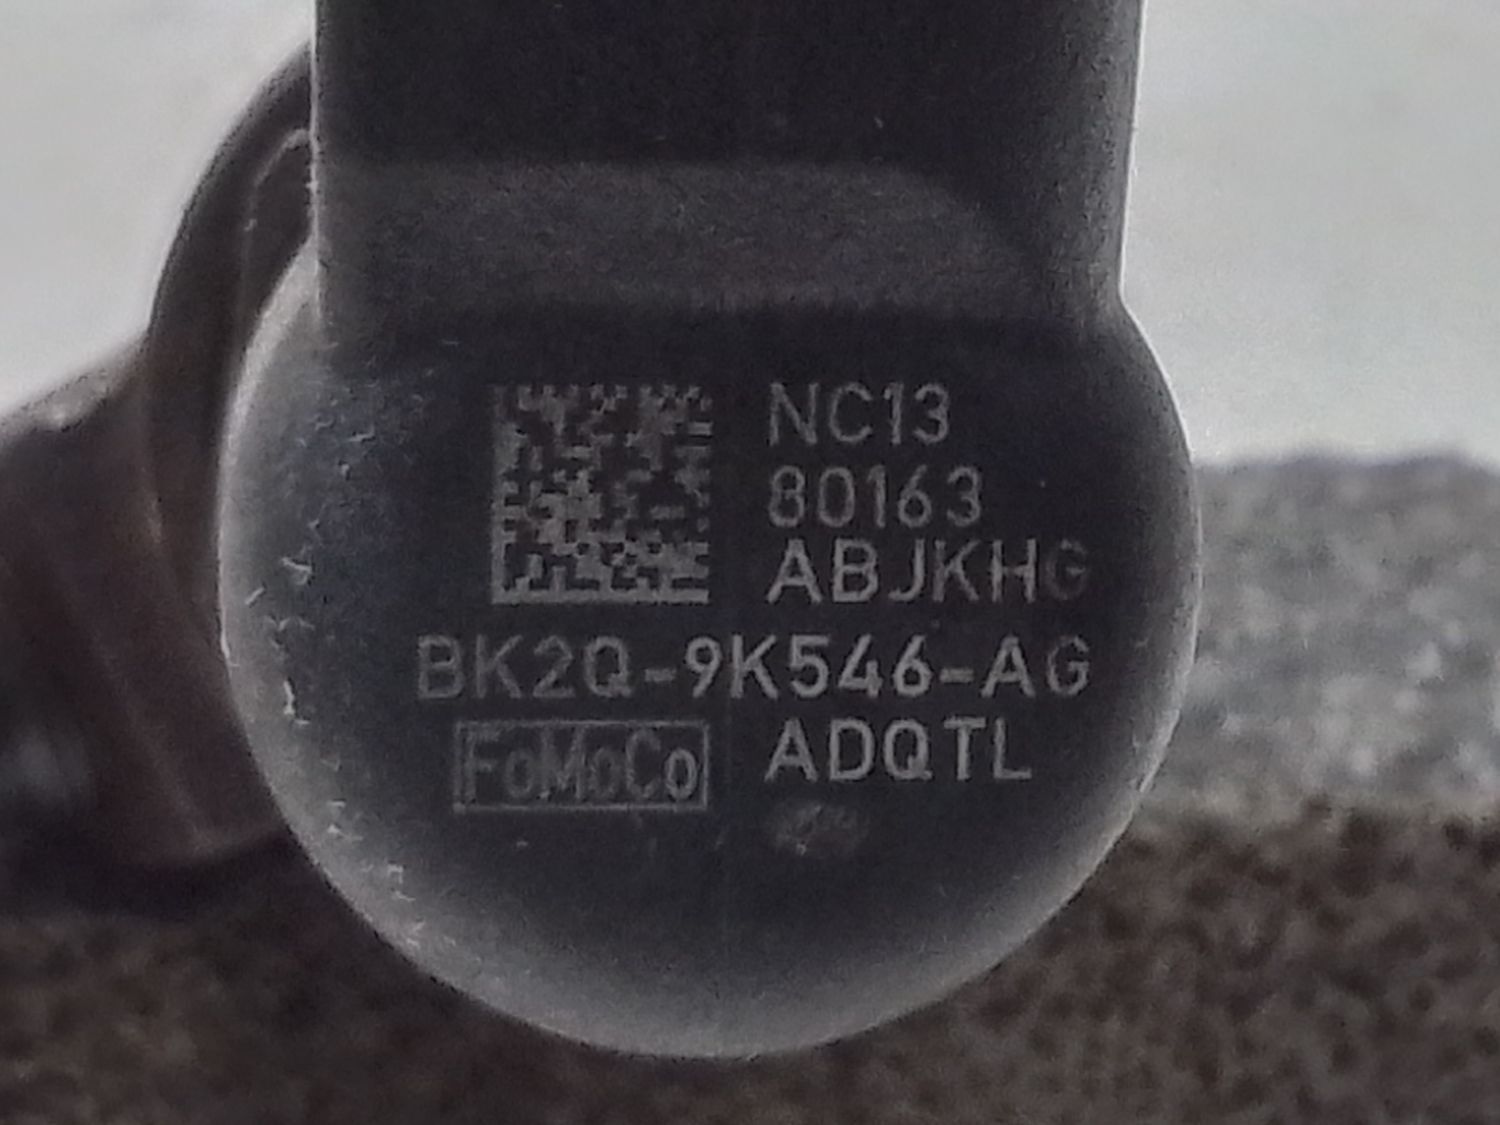 NC13
80163
ABJKHG
BK2Q-9K546-AG
FoMoCo ADQTL